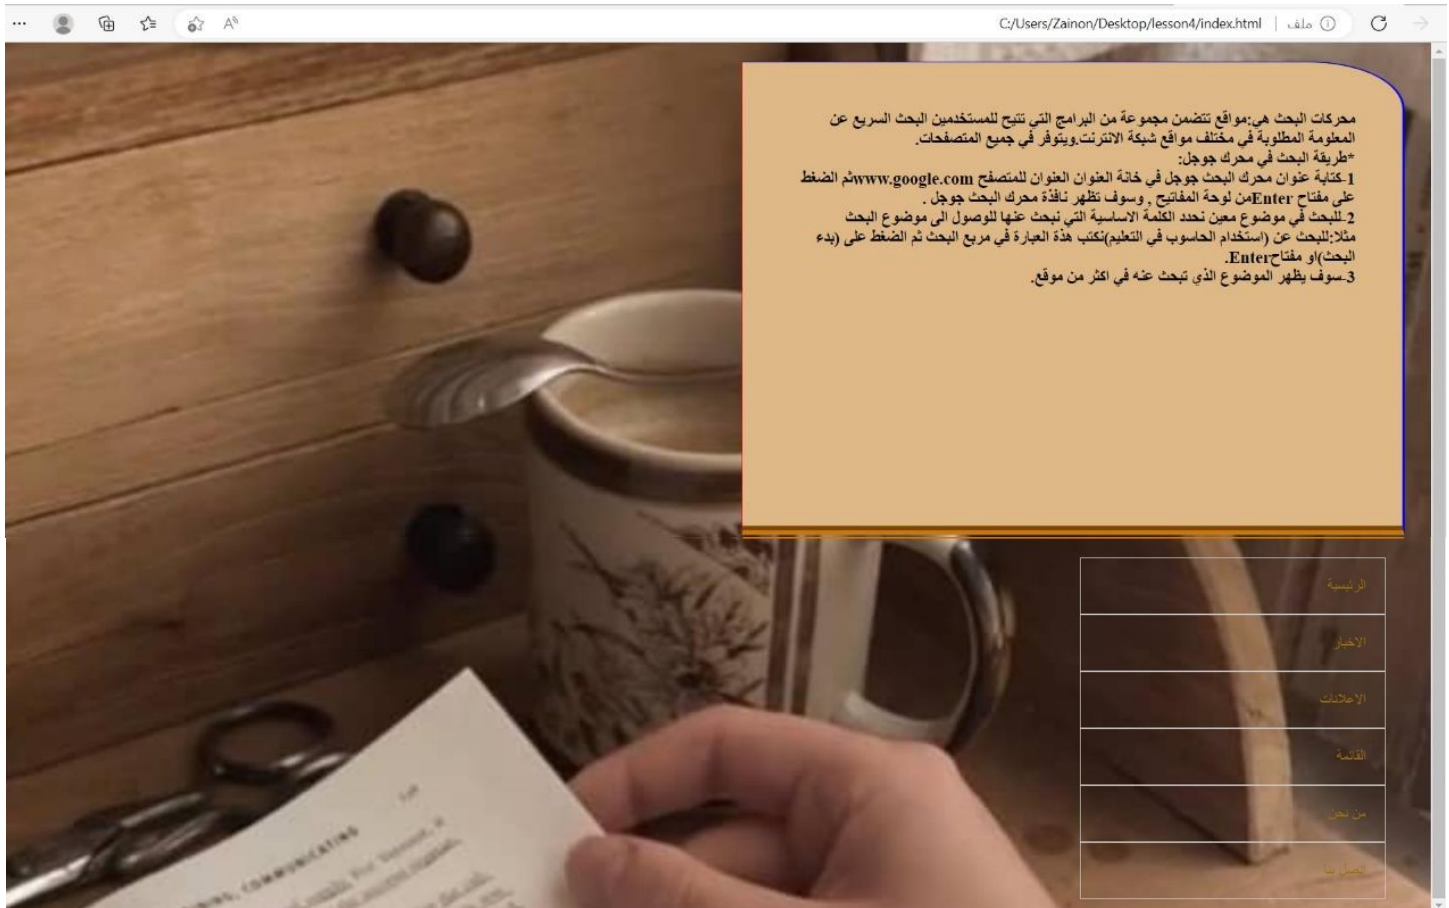 C:/Users/Zainon/Desktop/lesson4/index.html | ملف
محركات البحث هي:مواقع تتضمن مجموعة من البرامج التي تتيح للمستخدمين البحث السريع عن
المعلومة المطلوبة في مختلف مواقع شبكة الانترنت.ويتوفر في جميع المتصفحات.
*طريقة البحث في محرك جوجل:
1-كتابة عنوان محرك البحث جوجل في خانة العنوان العنوان للمتصفح www.google.comثم الضغط
على مفتاح Enterمن لوحة المفاتيح , وسوف تظهر نافذة محرك البحث جوجل .
2-للبحث في موضوع معين نحدد الكلمة الاساسية التي نبحث عنها للوصول الى موضوع البحث
مثلا:للبحث عن (استخدام الحاسوب في التعليم)نكتب هذة العبارة في مربع البحث ثم الضغط على (بدء
البحث)او مفتاحEnter.
3-سوف يظهر الموضوع الذي تبحث عنه في اكثر من موقع.
الرئيسية
الاخبار
الاعلانات
القائمة
من نحن
اتصل بنا
COMMUNICATING